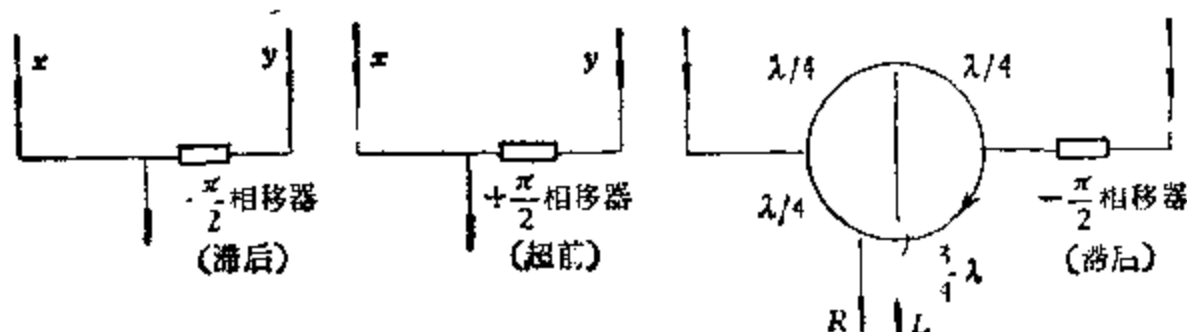 x
y
-π/2相移器
(滞后)
x
y
+π/2相移器
(超前)
λ/4
λ/4
λ/4
3/4 λ
R
L
-π/2相移器
(滞后)